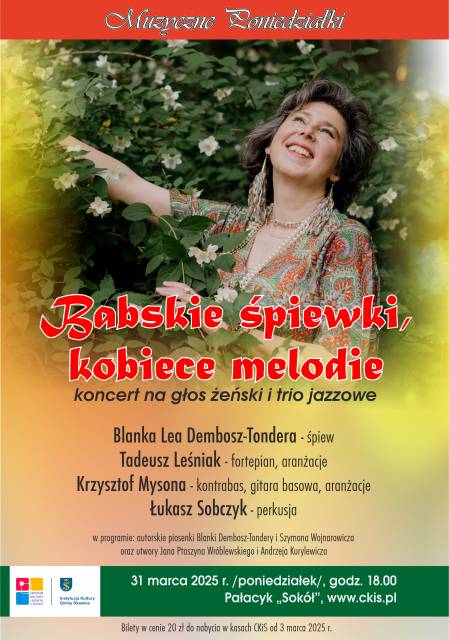 Muzyczne Poniedziałki
Babskie śpiewki,
kobiece melodie
koncert na głos żeński i trio jazzowe
Blanka Lea Dembosz-Tondera - śpiew
Tadeusz Leśniak - fortepian, aranżacje
Krzysztof Mysona - kontrabas, gitara basowa, aranżacje
Łukasz Sobczyk - perkusja
w programie: autorskie piosenki Blanki Dembosz-Tondery i Szymona Wojnarowicza
oraz utwory Jana Ptaszyna Wróblewskiego i Andrzeja Kurylewicza
Instytucja Kultury
Gminy Skawina
31 marca 2025 r. /poniedziałek/, godz. 18.00
Pałacyk „Sokół”, www.ckis.pl
Bilety w cenie 20 zł do nabycia w kasach CKiS od 3 marca 2025 r.